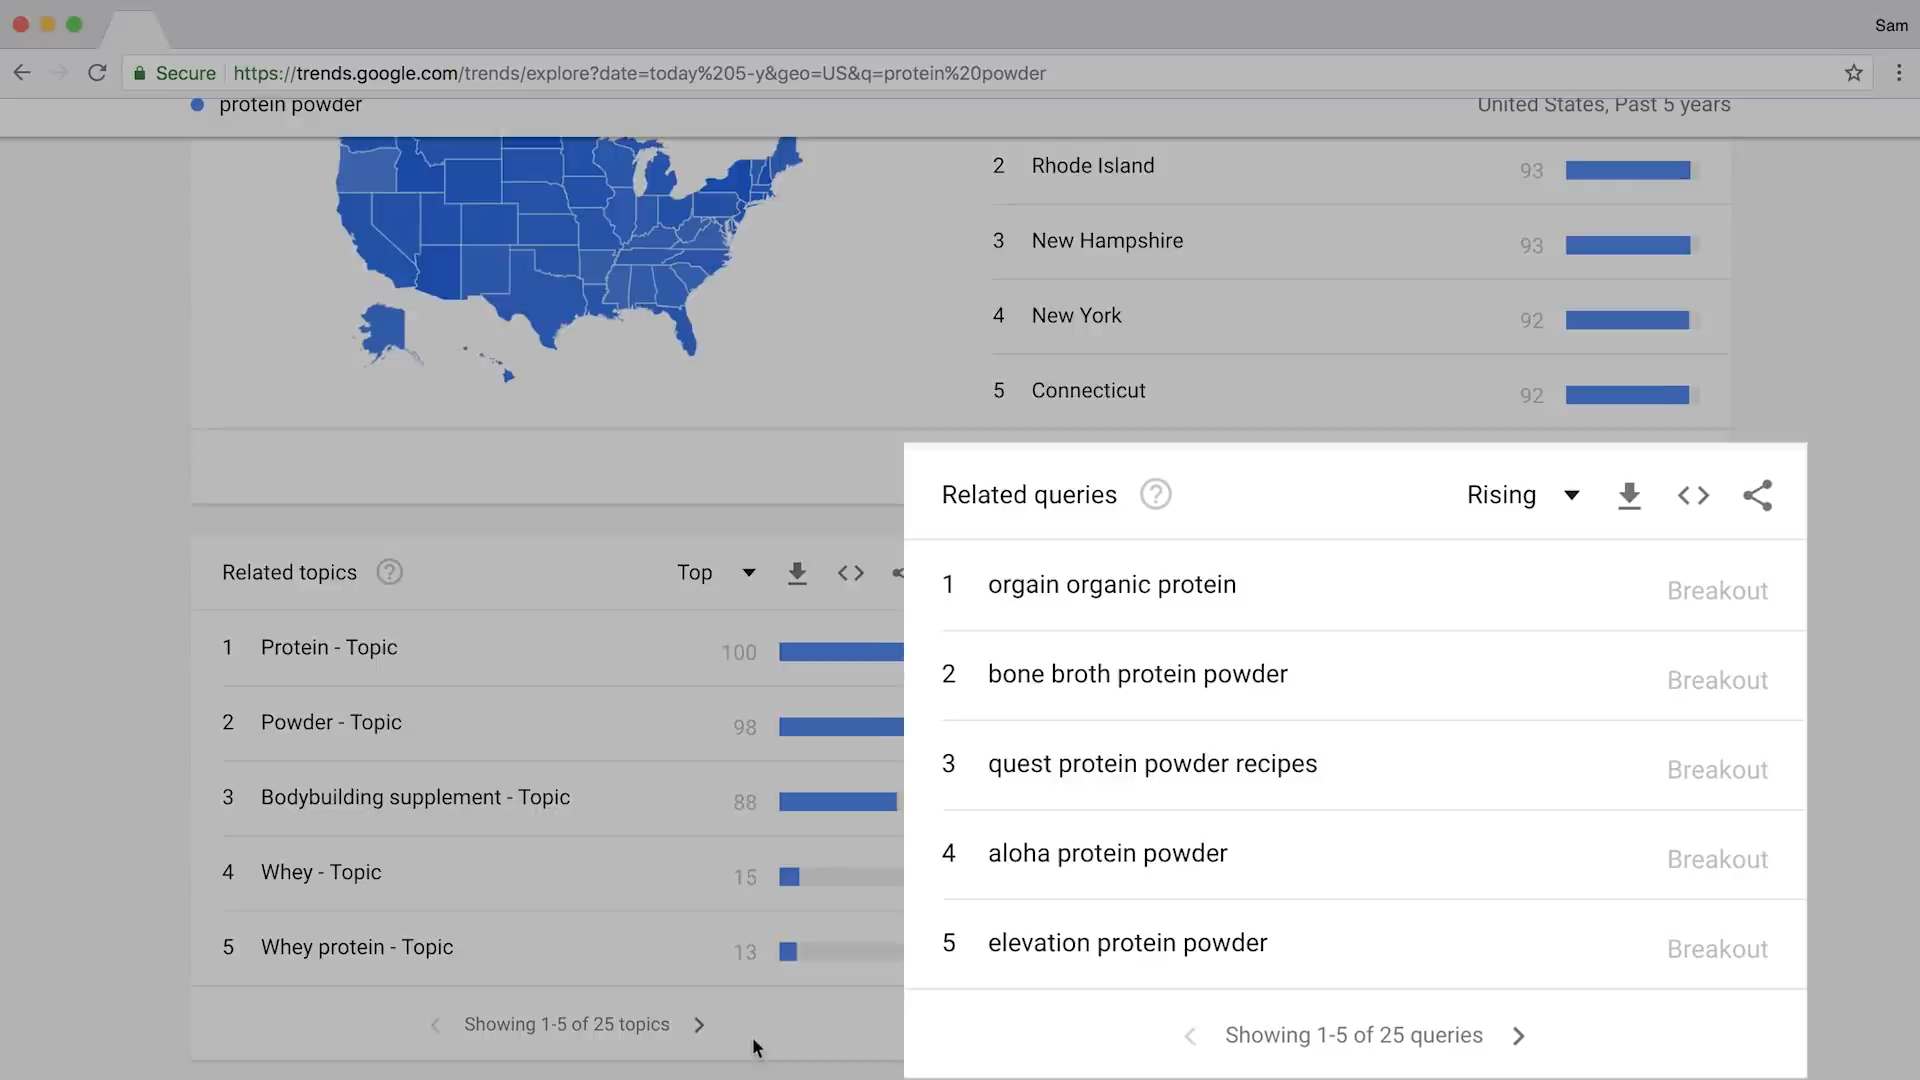 Sam
Secure https://trends.google.com/trends/explore?date=today%205-y&geo=US&q=protein%20powder
protein powder
United States, Past 5 years
2 Rhode Island 93
3 New Hampshire 93
4 New York 92
5 Connecticut 92
Related topics ? Top
1 Protein - Topic 100
2 Powder - Topic 98
3 Bodybuilding supplement - Topic 88
4 Whey - Topic 15
5 Whey protein - Topic 13
Showing 1-5 of 25 topics
Related queries ? Rising
1 orgain organic protein Breakout
2 bone broth protein powder Breakout
3 quest protein powder recipes Breakout
4 aloha protein powder Breakout
5 elevation protein powder Breakout
Showing 1-5 of 25 queries